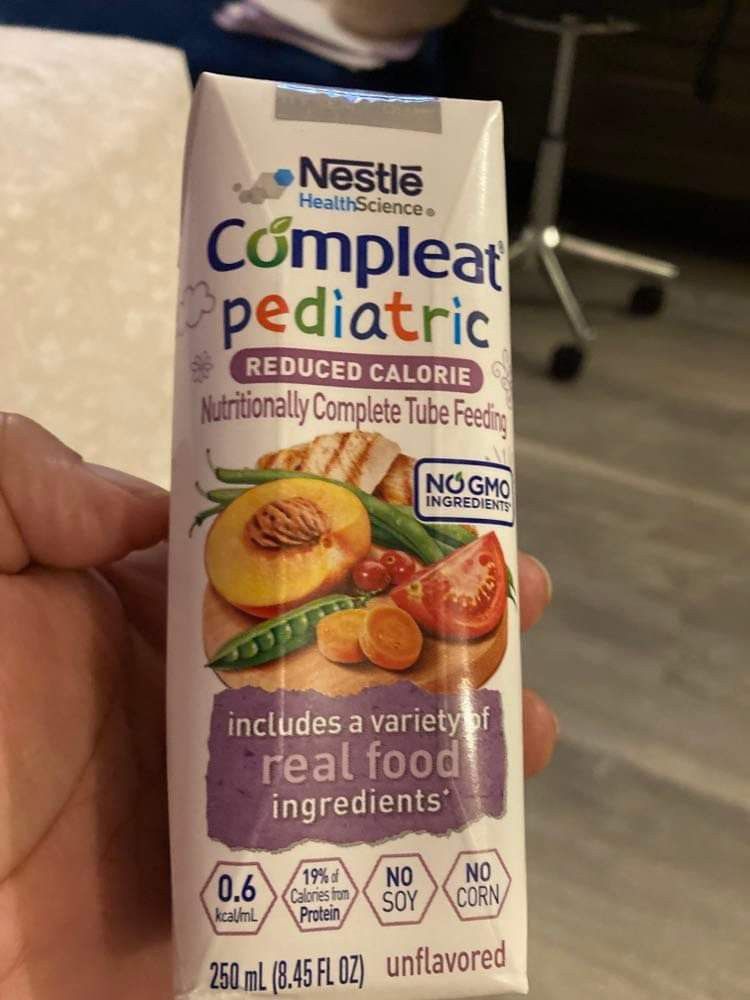 Nestlé
HealthScience®
Compleat®
pediatric
REDUCED CALORIE
Nutritionally Complete Tube Feeding
NO GMO
INGREDIENTS*
includes a variety of
real food
ingredients*
0.6
kcal/mL
19% of
Calories from
Protein
NO
SOY
NO
CORN
250 mL (8.45 FL OZ)
unflavored